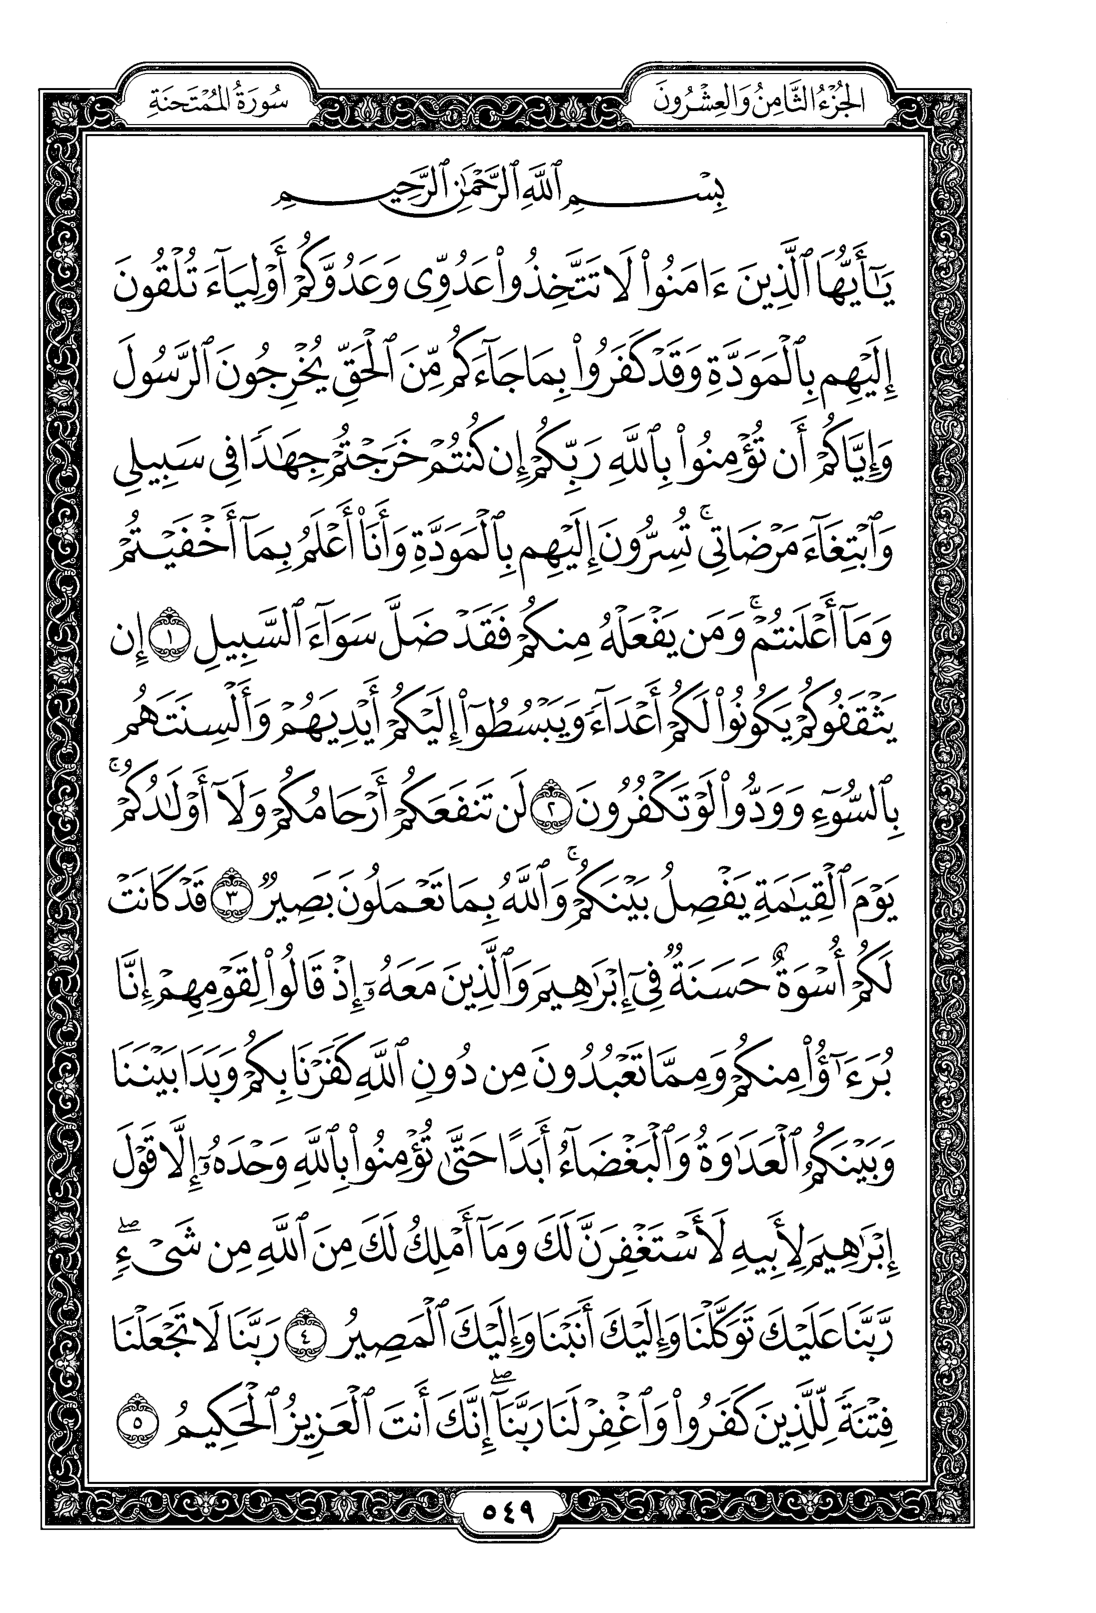 الجُزْءُ الثَّامِنُ وَالعِشْرُونَ
سُورَةُ المُمْتَحنَةِ
بِسْمِ ٱللَّهِ ٱلرَّحْمَٰنِ ٱلرَّحِيمِ
يَٰٓأَيُّهَا ٱلَّذِينَ ءَامَنُوا۟ لَا تَتَّخِذُوا۟ عَدُوِّى وَعَدُوَّكُمْ أَوْلِيَآءَ تُلْقُونَ
إِلَيْهِم بِٱلْمَوَدَّةِ وَقَدْ كَفَرُوا۟ بِمَا جَآءَكُم مِّنَ ٱلْحَقِّ يُخْرِجُونَ ٱلرَّسُولَ
وَإِيَّاكُمْ أَن تُؤْمِنُوا۟ بِٱللَّهِ رَبِّكُمْ إِن كُنتُمْ خَرَجْتُمْ جِهَٰدًا فِى سَبِيلِى
وَٱبْتِغَآءَ مَرْضَاتِى ۚ تُسِرُّونَ إِلَيْهِم بِٱلْمَوَدَّةِ وَأَنَا۠ أَعْلَمُ بِمَآ أَخْفَيْتُمْ
وَمَآ أَعْلَنتُمْ ۚ وَمَن يَفْعَلْهُ مِنكُمْ فَقَدْ ضَلَّ سَوَآءَ ٱلسَّبِيلِ ١ إِن
يَثْقَفُوكُمْ يَكُونُوا۟ لَكُمْ أَعْدَآءً وَيَبْسُطُوٓا۟ إِلَيْكُمْ أَيْدِيَهُمْ وَأَلْسِنَتَهُم
بِٱلسُّوٓءِ وَوَدُّوا۟ لَوْ تَكْفُرُونَ ٢ لَن تَنفَعَكُمْ أَرْحَامُكُمْ وَلَآ أَوْلَٰدُكُمْ ۚ
يَوْمَ ٱلْقِيَٰمَةِ يَفْصِلُ بَيْنَكُمْ ۚ وَٱللَّهُ بِمَا تَعْمَلُونَ بَصِيرٌ ٣ قَدْ كَانَتْ
لَكُمْ أُسْوَةٌ حَسَنَةٌ فِىٓ إِبْرَٰهِيمَ وَٱلَّذِينَ مَعَهُۥٓ إِذْ قَالُوا۟ لِقَوْمِهِمْ إِنَّا
بُرَءَٰٓؤُا۟ مِنكُمْ وَمِمَّا تَعْبُدُونَ مِن دُونِ ٱللَّهِ كَفَرْنَا بِكُمْ وَبَدَا بَيْنَنَا
وَبَيْنَكُمُ ٱلْعَدَٰوَةُ وَٱلْبَغْضَآءُ أَبَدًا حَتَّىٰ تُؤْمِنُوا۟ بِٱللَّهِ وَحْدَهُۥٓ إِلَّا قَوْلَ
إِبْرَٰهِيمَ لِأَبِيهِ لَأَسْتَغْفِرَنَّ لَكَ وَمَآ أَمْلِكُ لَكَ مِنَ ٱللَّهِ مِن شَىْءٍ ۖ
رَّبَّنَا عَلَيْكَ تَوَكَّلْنَا وَإِلَيْكَ أَنَبْنَا وَإِلَيْكَ ٱلْمَصِيرُ ٤ رَبَّنَا لَا تَجْعَلْنَا
فِتْنَةً لِّلَّذِينَ كَفَرُوا۟ وَٱغْفِرْ لَنَا رَبَّنَآ ۖ إِنَّكَ أَنتَ ٱلْعَزِيزُ ٱلْحَكِيمُ ٥
٥٤٩